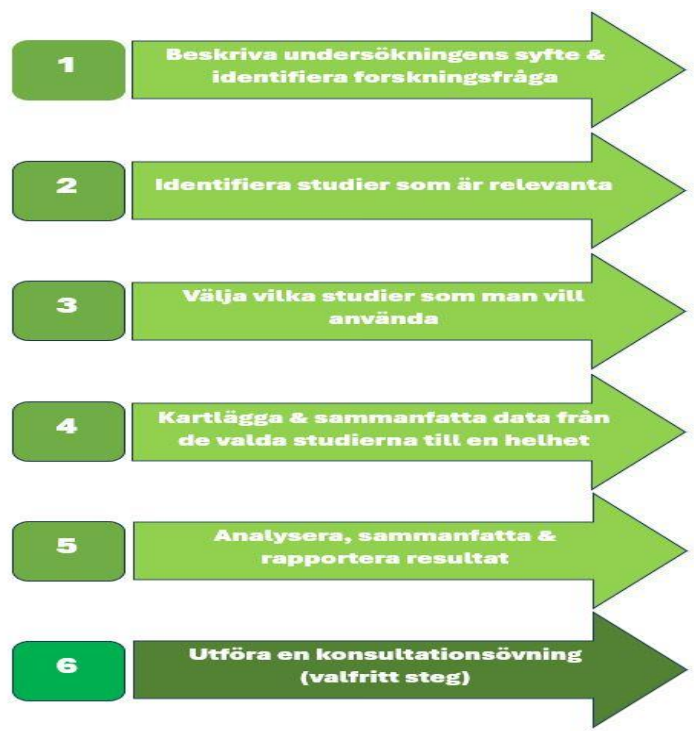 1
Beskriva undersökningens syfte &
identifiera forskningsfråga
2
Identifiera studier som är relevanta
3
Välja vilka studier som man vill
använda
4
Kartlägga & sammanfatta data från
de valda studierna till en helhet
5
Analysera, sammanfatta &
rapportera resultat
6
Utföra en konsultationsövning
(valfritt steg)